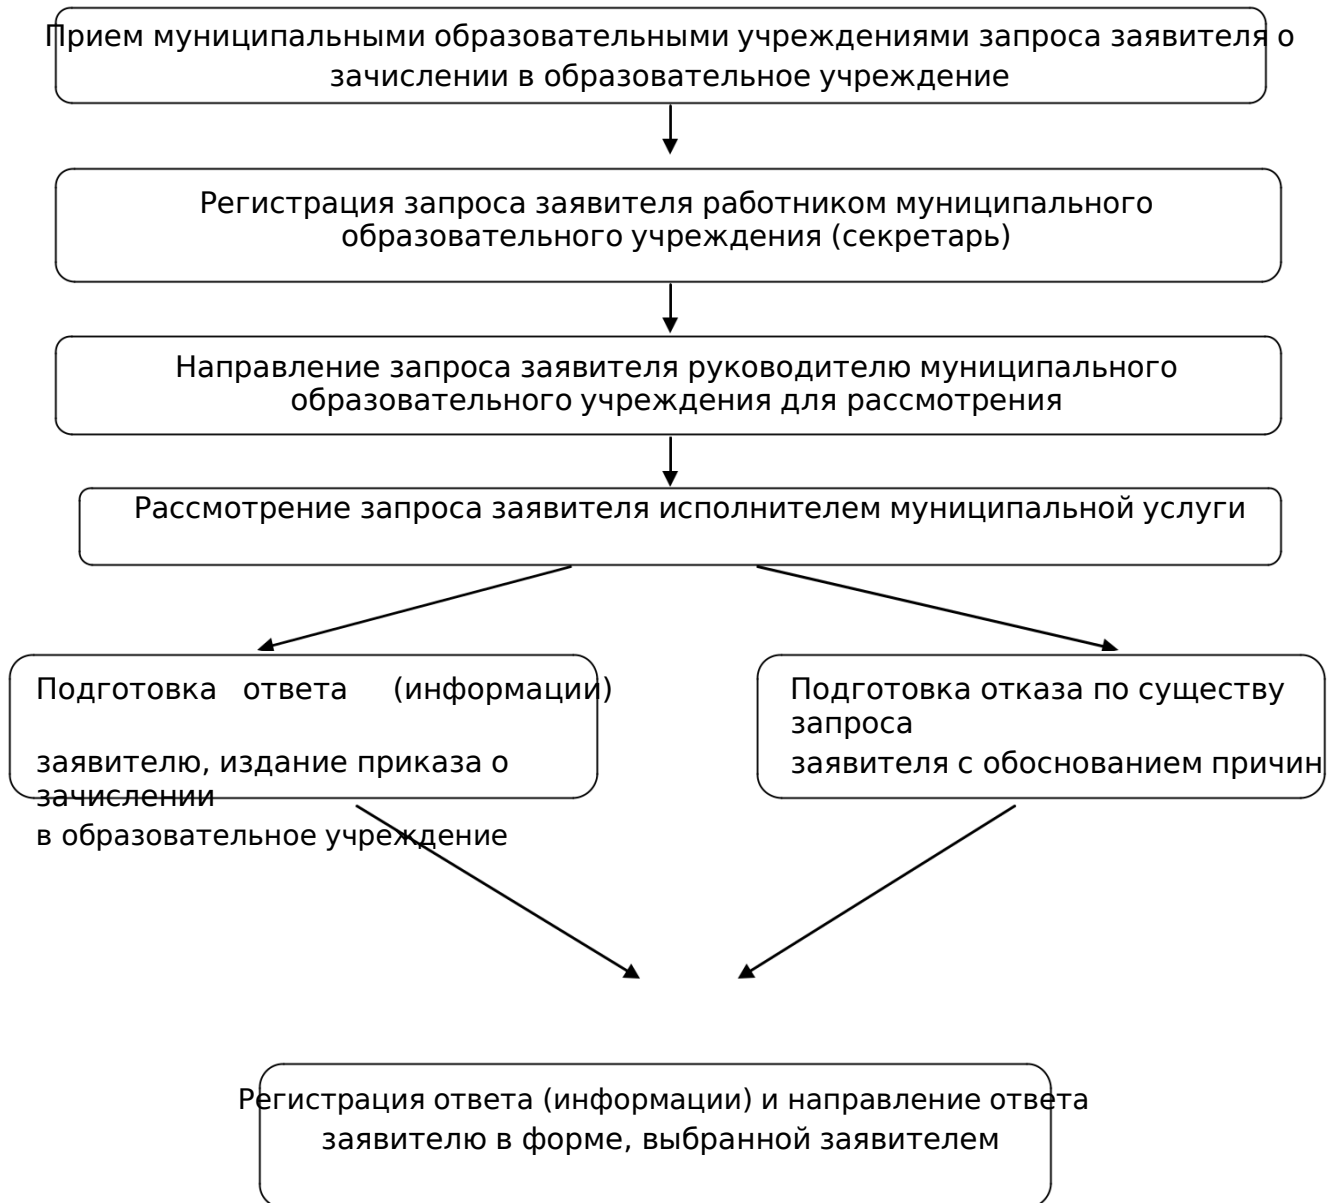 Прием муниципальными образовательными учреждениями запроса заявителя о
зачислении в образовательное учреждение
Регистрация запроса заявителя работником муниципального
образовательного учреждения (секретарь)
Направление запроса заявителя руководителю муниципального
образовательного учреждения для рассмотрения
Рассмотрение запроса заявителя исполнителем муниципальной услуги
Подготовка ответа (информации)
заявителю, издание приказа о
зачислении
в образовательное учреждение
Подготовка отказа по существу
запроса
заявителя с обоснованием причин
Регистрация ответа (информации) и направление ответа
заявителю в форме, выбранной заявителем